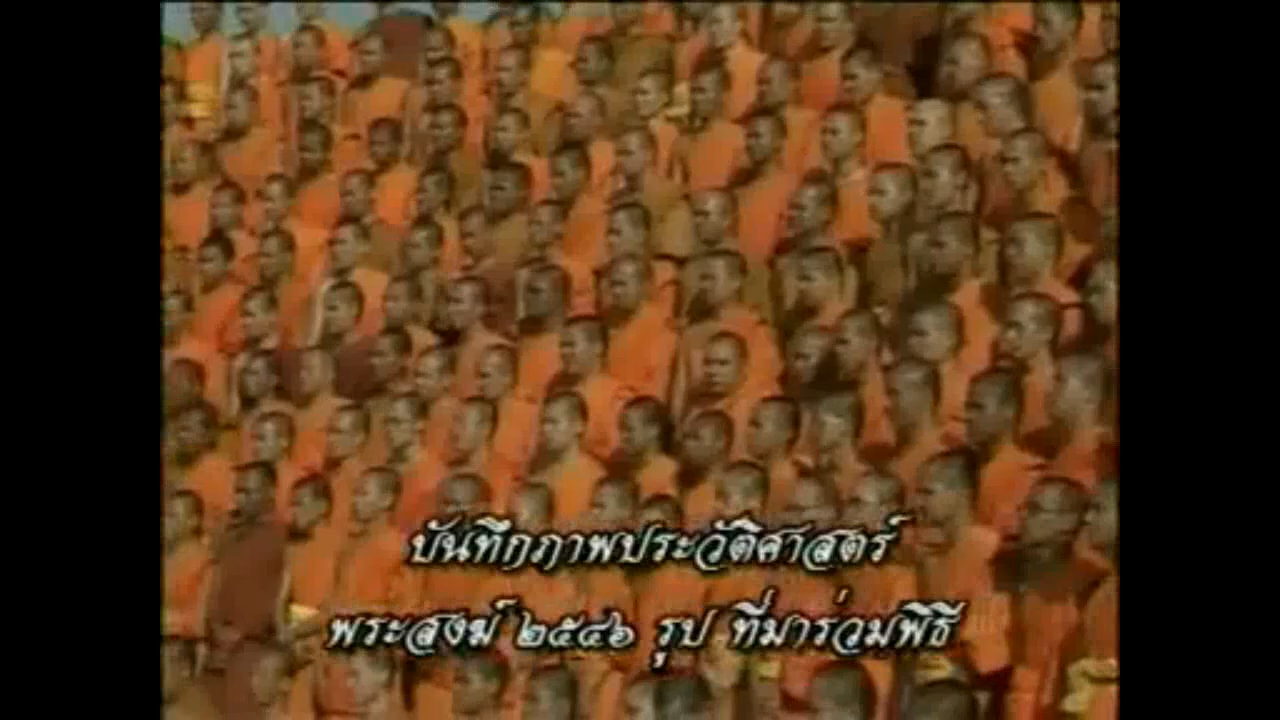 บันทึกภาพประวัติศาสตร์
พระสงฆ์ ๒๕๔๖ รูป ที่มาร่วมพิธี